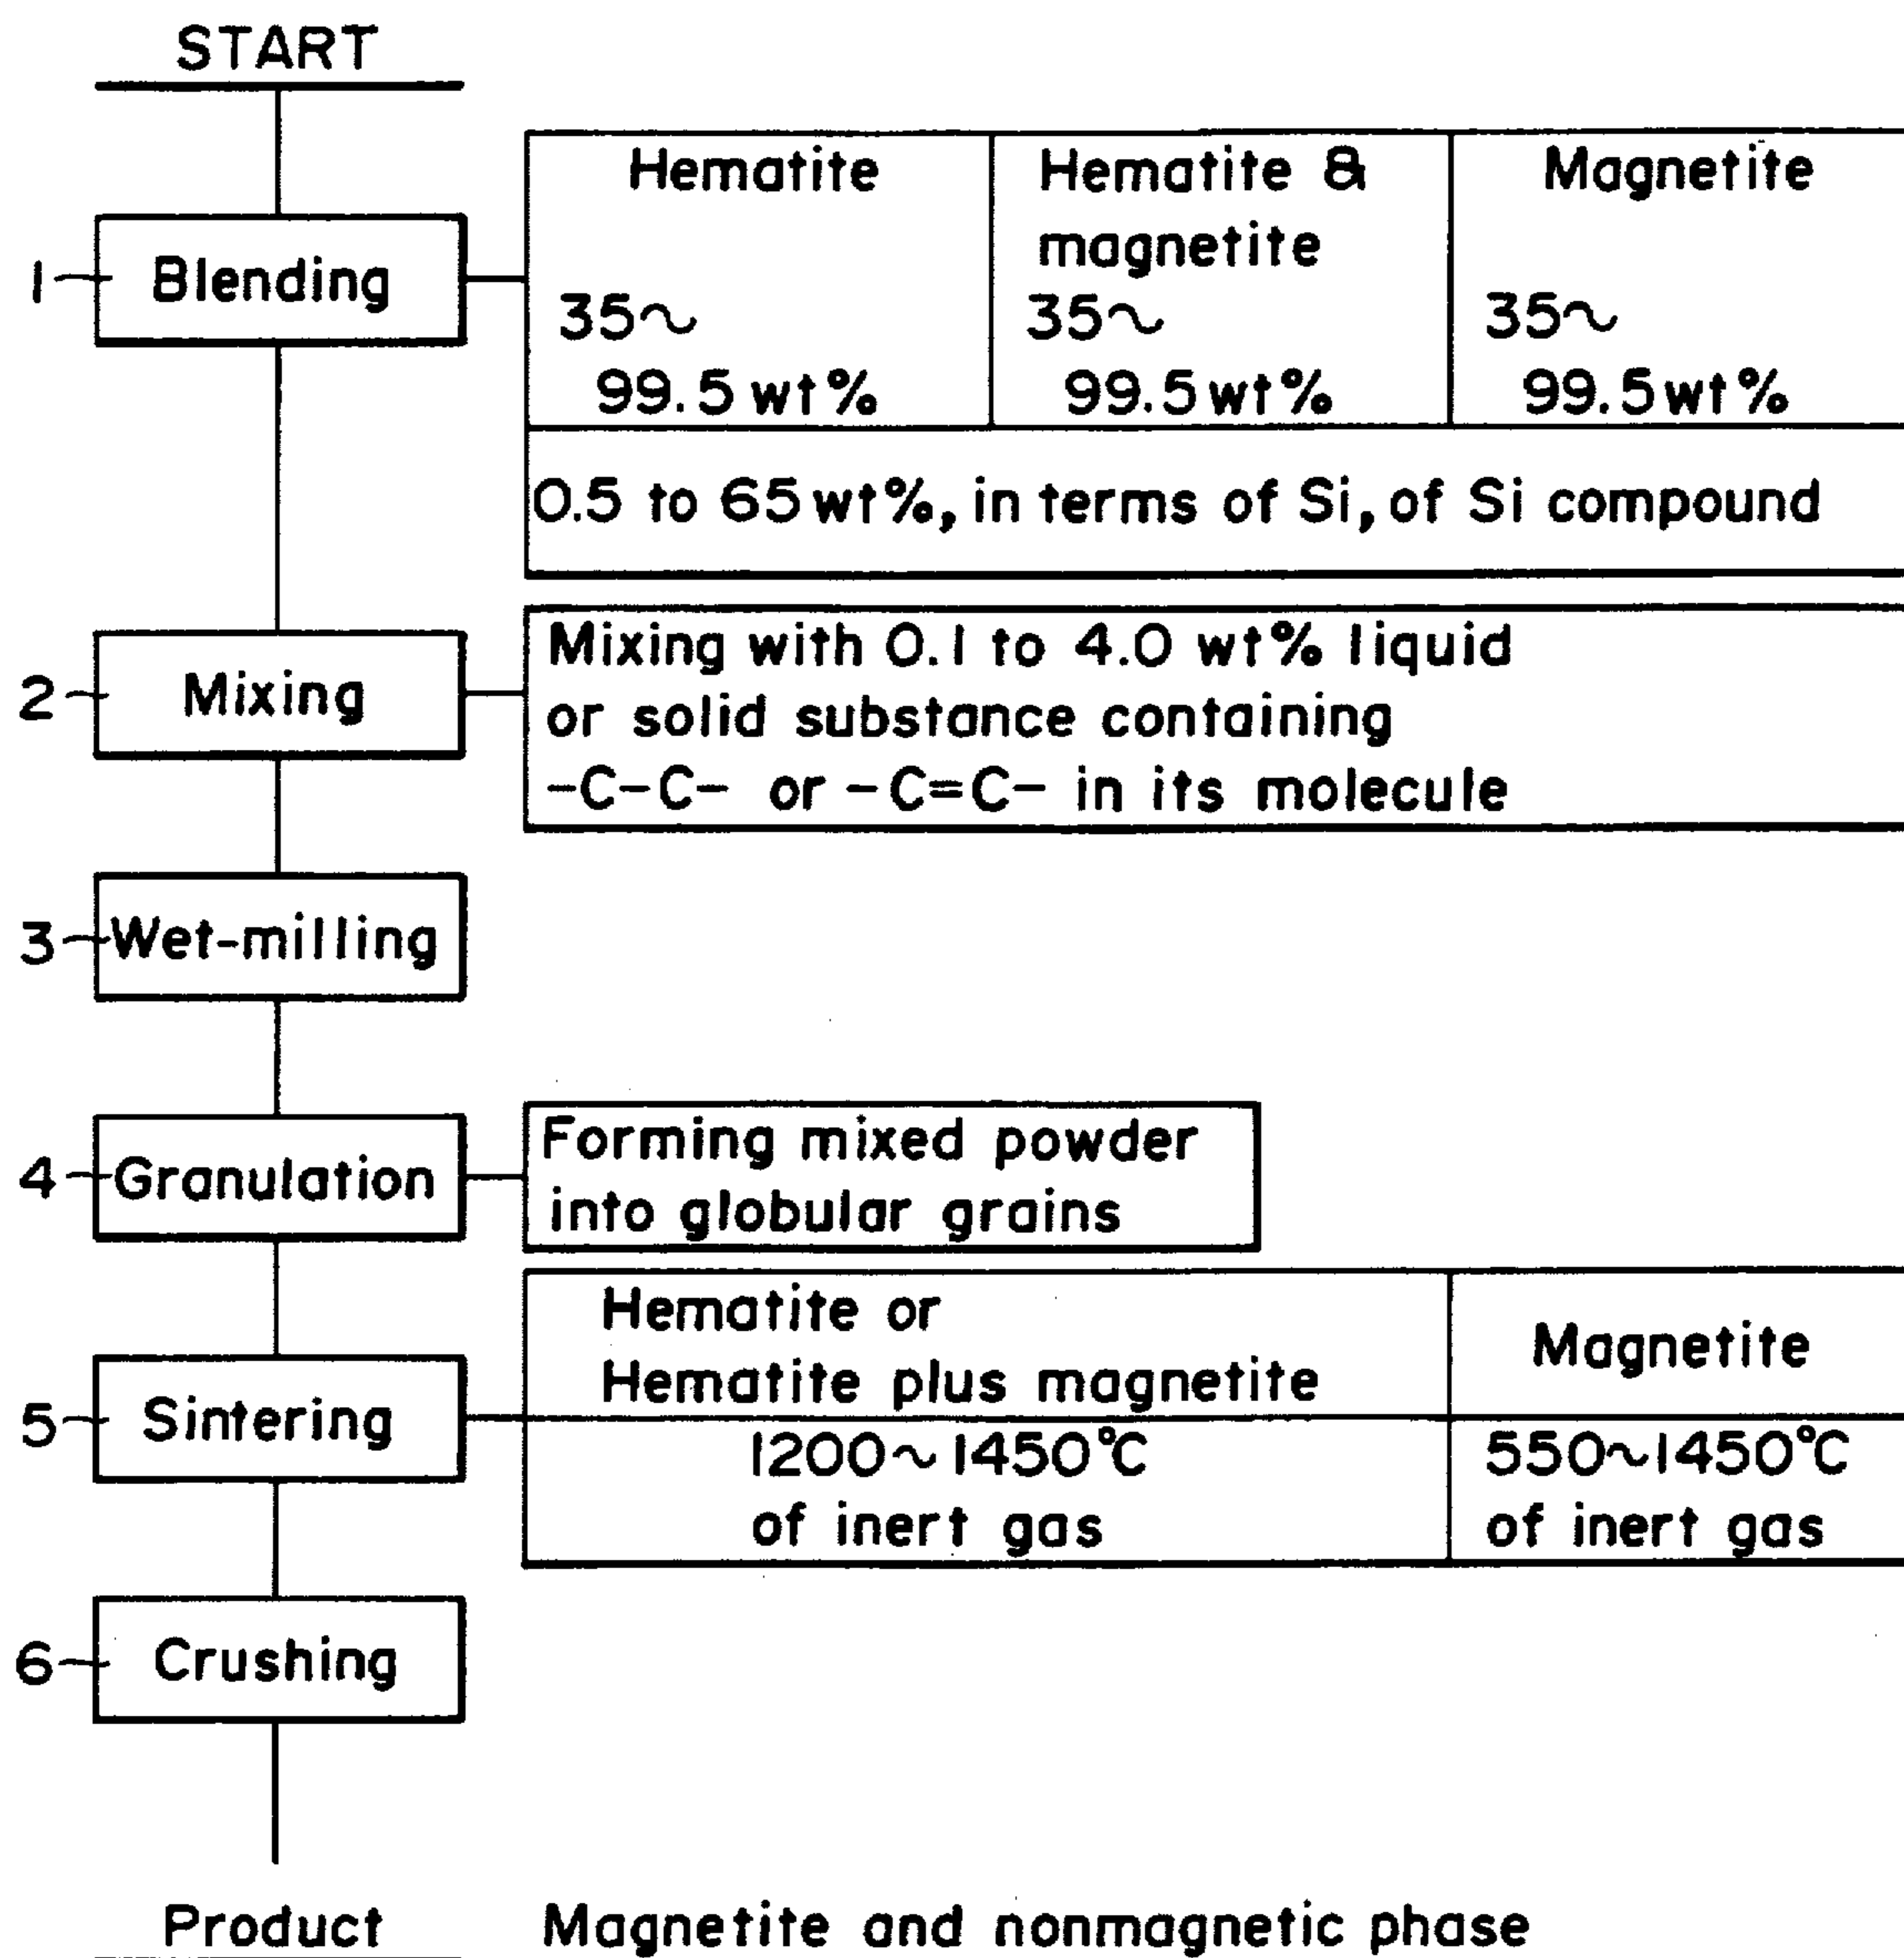 START
1 Blending
Hematite
35~
99.5 wt%
Hematite &
magnetite
35~
99.5 wt%
Magnetite
35~
99.5 wt%
0.5 to 65 wt%, in terms of Si, of Si compound
2 Mixing
Mixing with 0.1 to 4.0 wt% liquid
or solid substance containing
-C-C- or -C=C- in its molecule
3 Wet-milling
4 Granulation
Forming mixed powder
into globular grains
5 Sintering
Hematite or
Hematite plus magnetite
Magnetite
1200~1450°C
of inert gas
550~1450°C
of inert gas
6 Crushing
Product
Magnetite and nonmagnetic phase